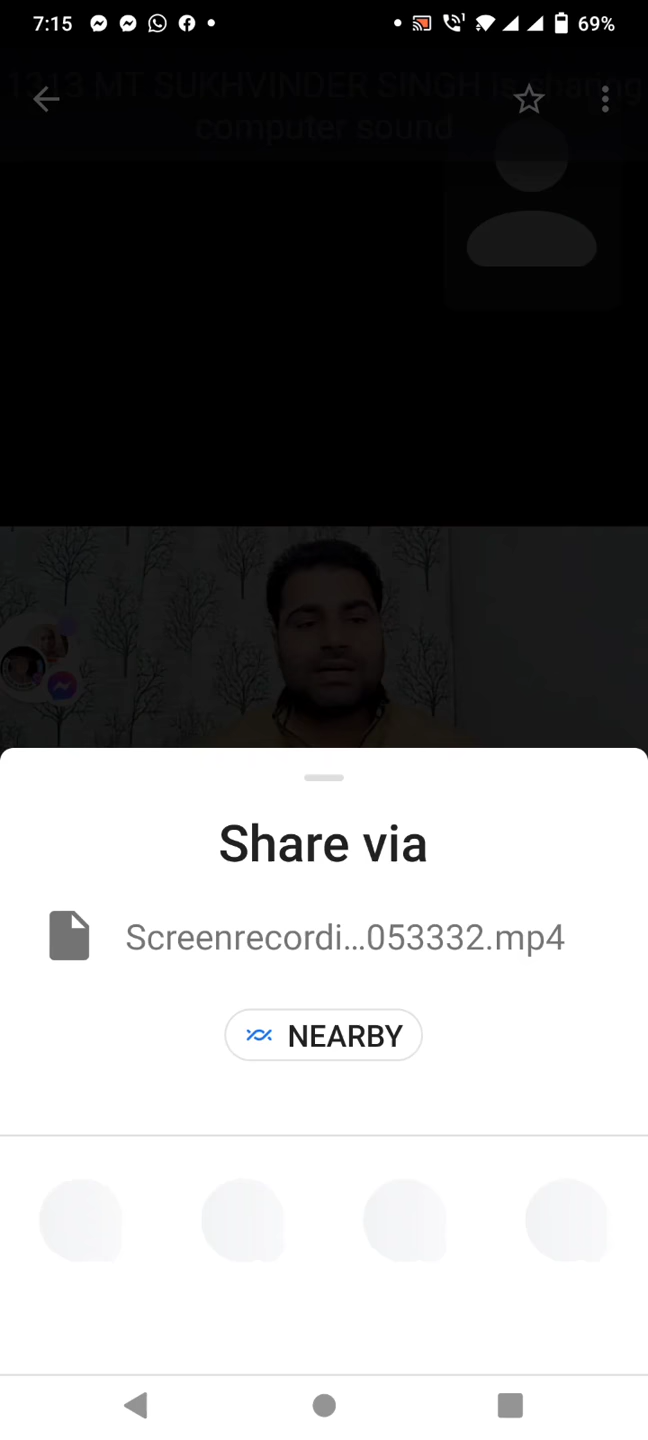 7:15
69%
1213 MT SUKHVINDER SINGH is sharing
computer sound
Share via
Screenrecordi...053332.mp4
NEARBY